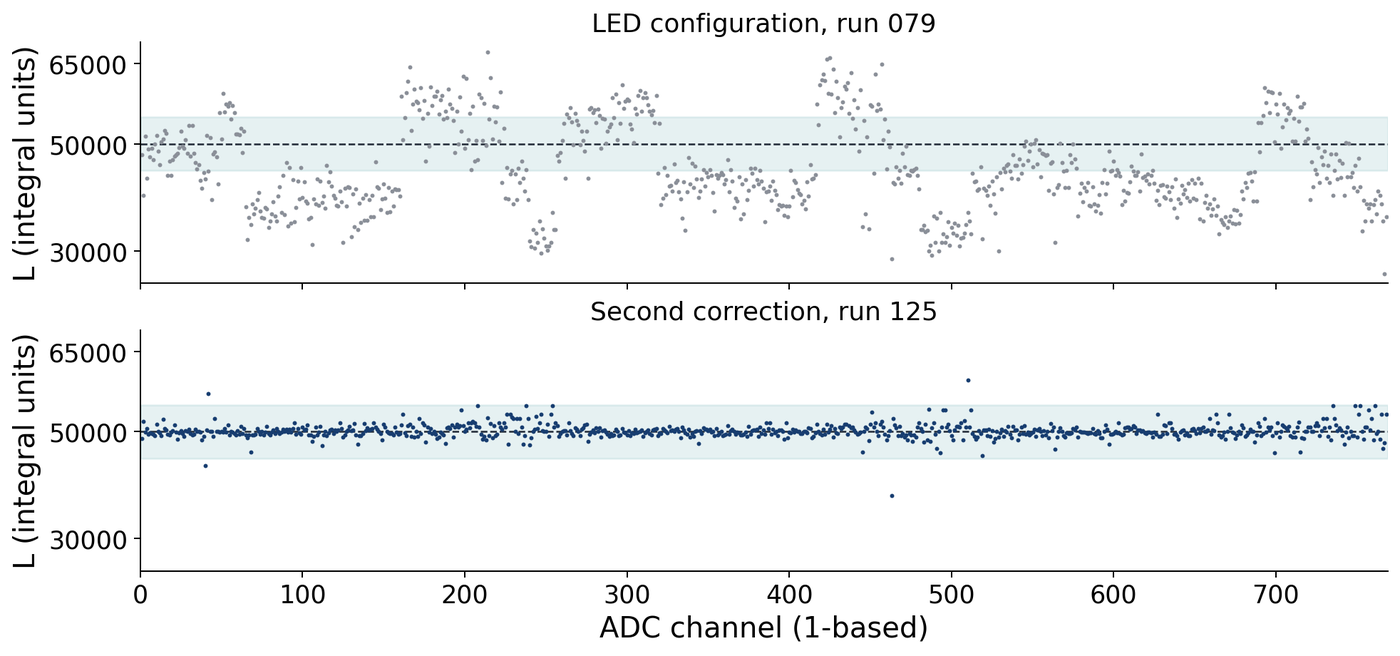 LED configuration, run 079
L (integral units)
65000
50000
30000
Second correction, run 125
L (integral units)
65000
50000
30000
0 100 200 300 400 500 600 700
ADC channel (1-based)